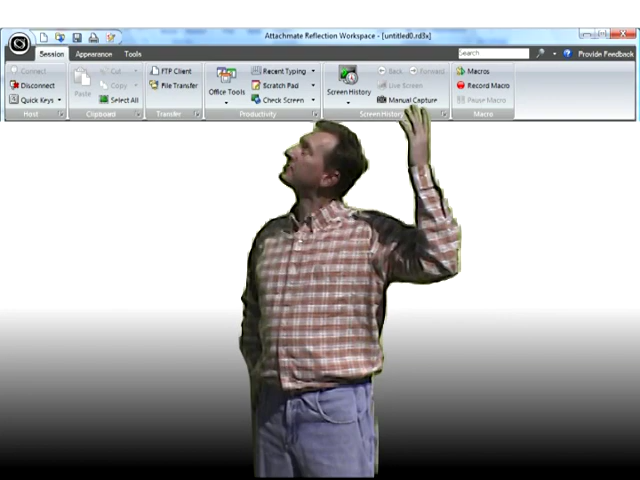 Attachmate Reflection Workspace - [untitled0.rd3x]
Session Appearance Tools Search Provide Feedback
Connect Cut FTP Client Recent Typing Back Forward Macros
Disconnect Paste Copy File Transfer Office Tools Scratch Pad Screen History Live Screen Record Macro
Quick Keys Select All Check Screen Manual Capture Pause Macro
Host Clipboard Transfer Productivity Screen History Macro